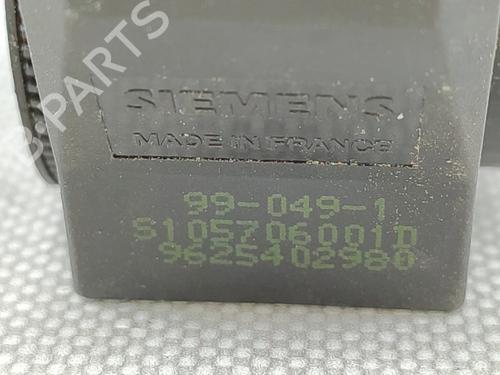 B-PARTS
SIEMENS
MADE IN FRANCE
99-049-1
S105706001D
9625402980